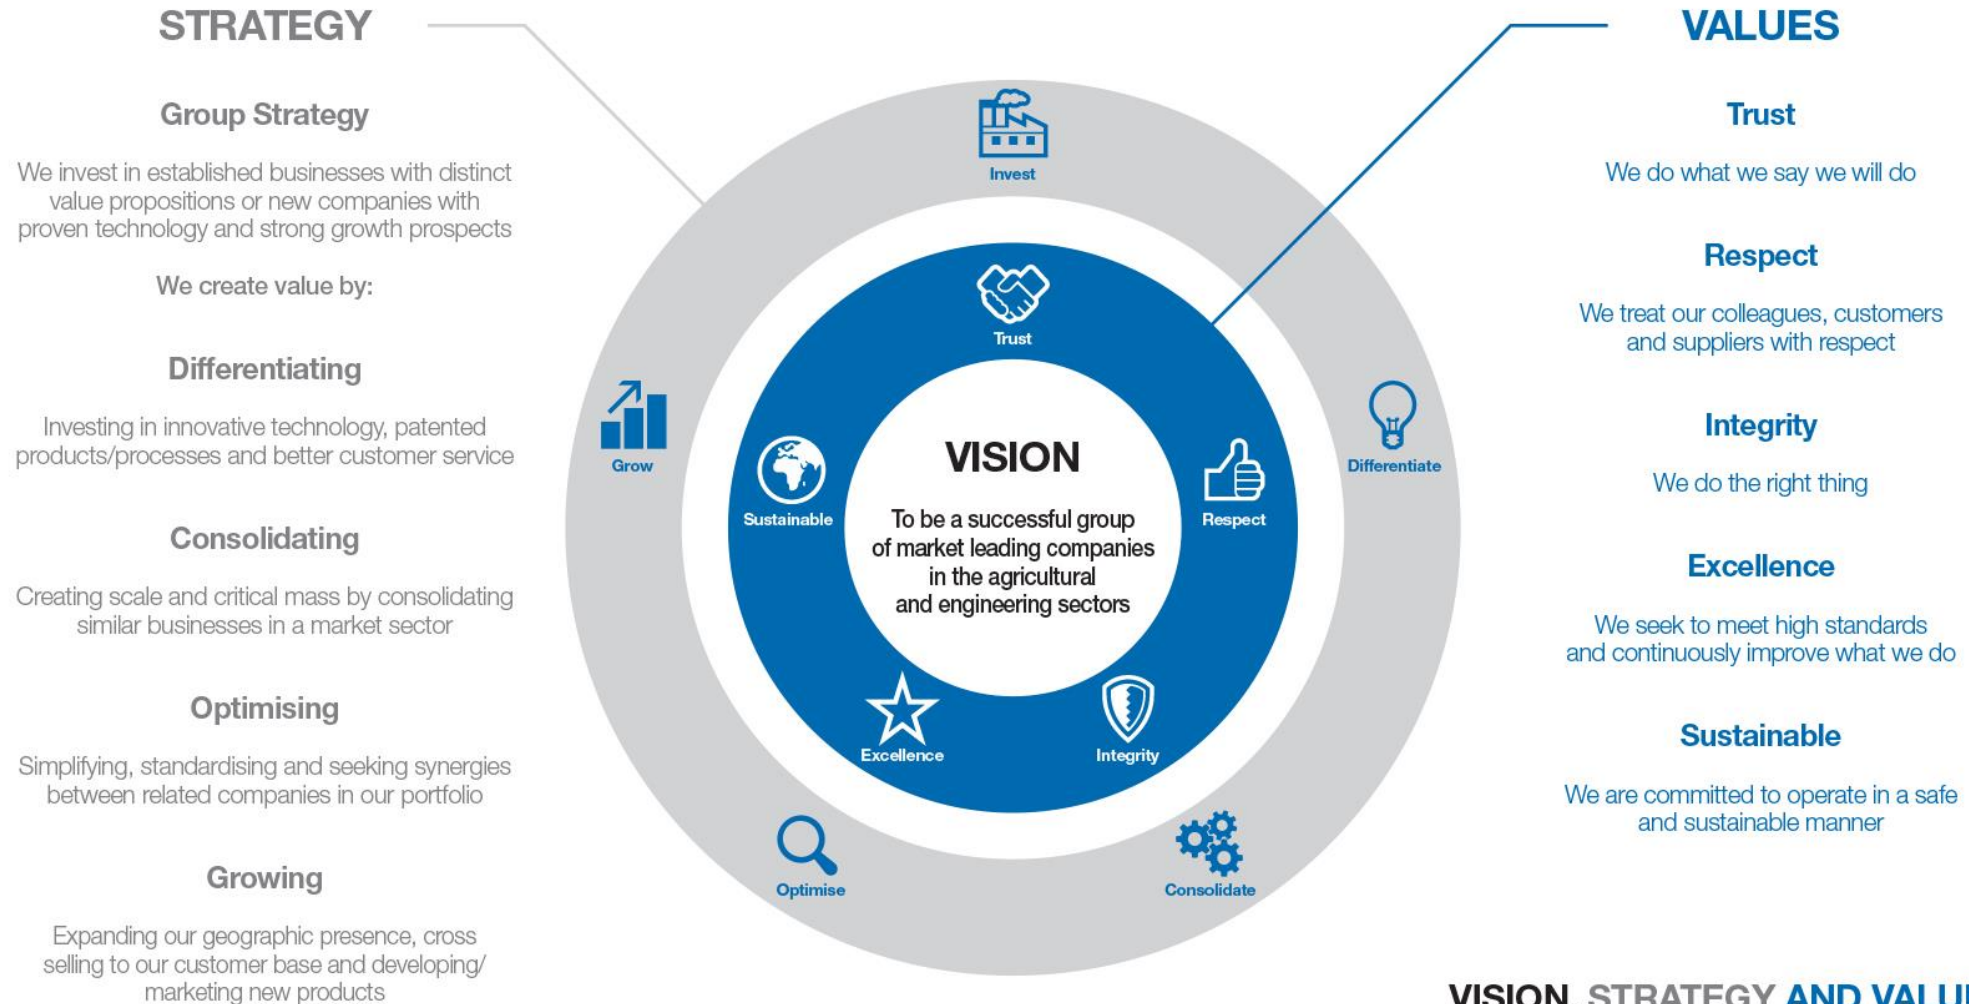 STRATEGY
Group Strategy
We invest in established businesses with distinct
value propositions or new companies with
proven technology and strong growth prospects
We create value by:
Differentiating
Investing in innovative technology, patented
products/processes and better customer service
Consolidating
Creating scale and critical mass by consolidating
similar businesses in a market sector
Optimising
Simplifying, standardising and seeking synergies
between related companies in our portfolio
Growing
Expanding our geographic presence, cross
selling to our customer base and developing/
marketing new products
Invest
Trust
Grow
Differentiate
Sustainable
Respect
VISION
To be a successful group
of market leading companies
in the agricultural
and engineering sectors
Excellence
Integrity
Optimise
Consolidate
VALUES
Trust
We do what we say we will do
Respect
We treat our colleagues, customers
and suppliers with respect
Integrity
We do the right thing
Excellence
We seek to meet high standards
and continuously improve what we do
Sustainable
We are committed to operate in a safe
and sustainable manner
VISION, STRATEGY AND